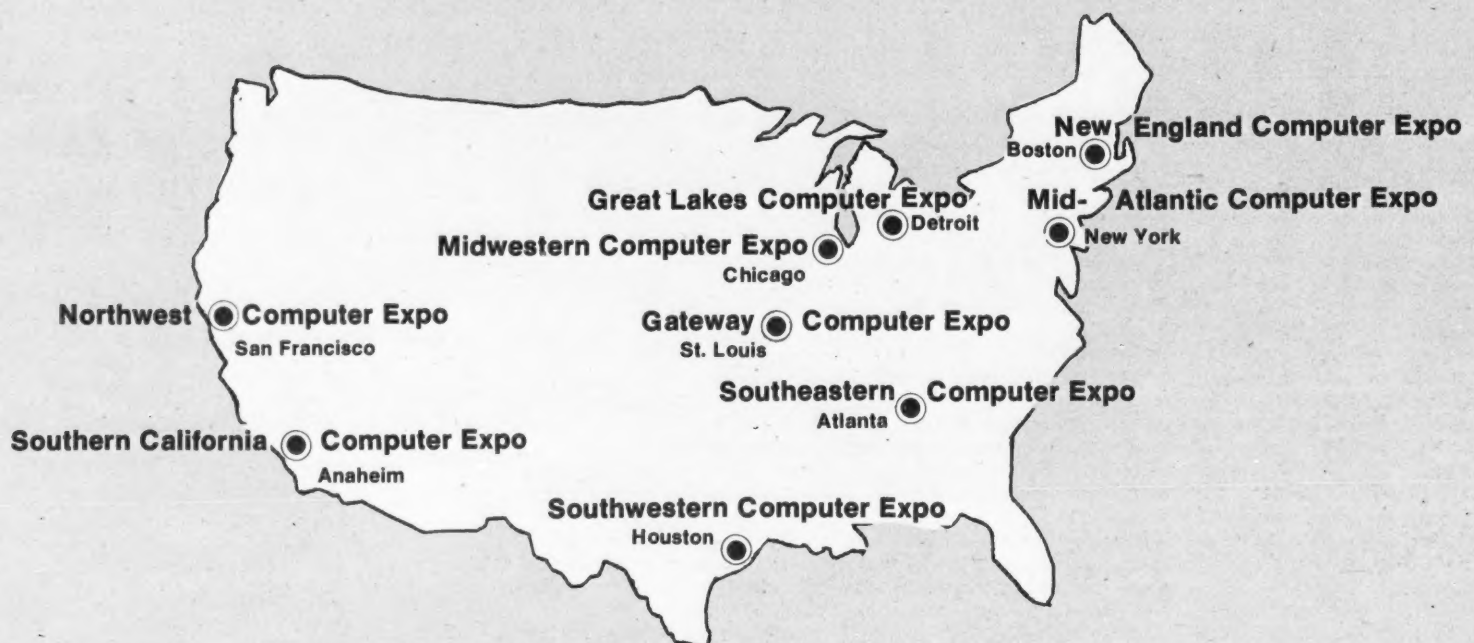 New England Computer Expo
Boston
Great Lakes Computer Expo
Detroit
Mid-Atlantic Computer Expo
New York
Midwestern Computer Expo
Chicago
Northwest Computer Expo
San Francisco
Gateway Computer Expo
St. Louis
Southeastern Computer Expo
Atlanta
Southern California Computer Expo
Anaheim
Southwestern Computer Expo
Houston